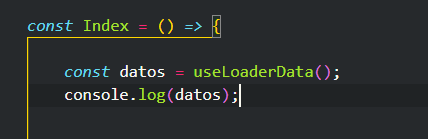 const Index = () => {
const datos = useLoaderData();
console.log(datos);